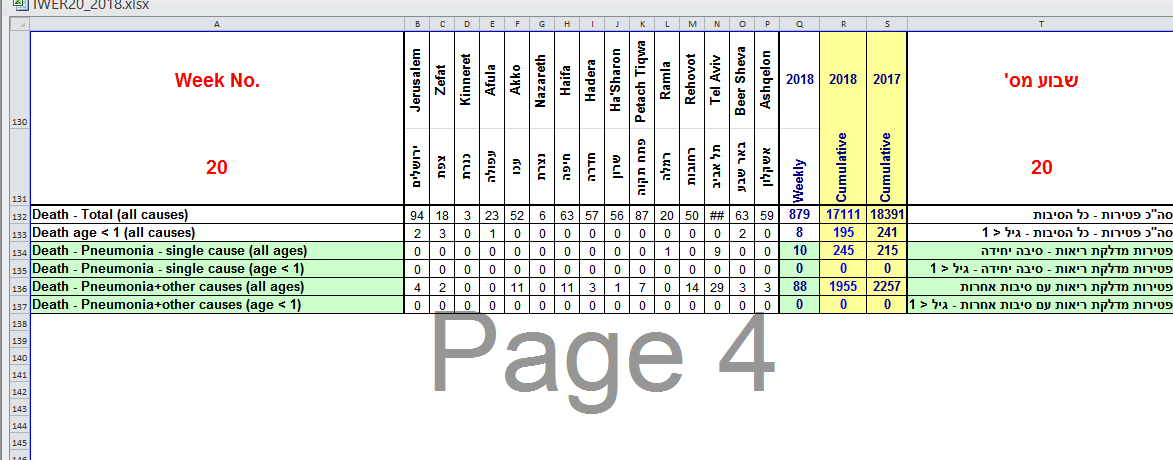 IWER20_2018.xlsx
A B C D E F G H I J K L M N O P Q R S T
130 Week No. Jerusalem Zefat Kinneret Afula Akko Nazareth Haifa Hadera Ha'Sharon Petach Tiqwa Ramla Rehovot Tel Aviv Beer Sheva Ashqelon 2018 2018 2017 שבוע מס'
131 20 ירושלים צפת כנרת עפולה עכו נצרת חיפה חדרה שרון פתח תקוה רמלה רחובות תל אביב באר שבע אשקלון Weekly Cumulative Cumulative 20
132 Death - Total (all causes) 94 18 3 23 52 6 63 57 56 87 20 50 ## 63 59 879 17111 18391 סה"כ פטירות - כל הסיבות
133 Death age < 1 (all causes) 2 3 0 1 0 0 0 0 0 0 0 0 0 2 0 8 195 241 סה"כ פטירות - כל הסיבות - גיל < 1
134 Death - Pneumonia - single cause (all ages) 0 0 0 0 0 0 0 0 0 0 1 0 9 0 0 10 245 215 פטירות מדלקת ריאות - סיבה יחידה
135 Death - Pneumonia - single cause (age < 1) 0 0 0 0 0 0 0 0 0 0 0 0 0 0 0 0 0 0 פטירות מדלקת ריאות - סיבה יחידה - גיל < 1
136 Death - Pneumonia+other causes (all ages) 4 2 0 0 11 0 11 3 1 7 0 14 29 3 3 88 1955 2257 פטירות מדלקת ריאות עם סיבות אחרות
137 Death - Pneumonia+other causes (age < 1) 0 0 0 0 0 0 0 0 0 0 0 0 0 0 0 0 0 0 פטירות מדלקת ריאות עם סיבות אחרות - גיל < 1
138
139
Page 4
140
141
142
143
144
145